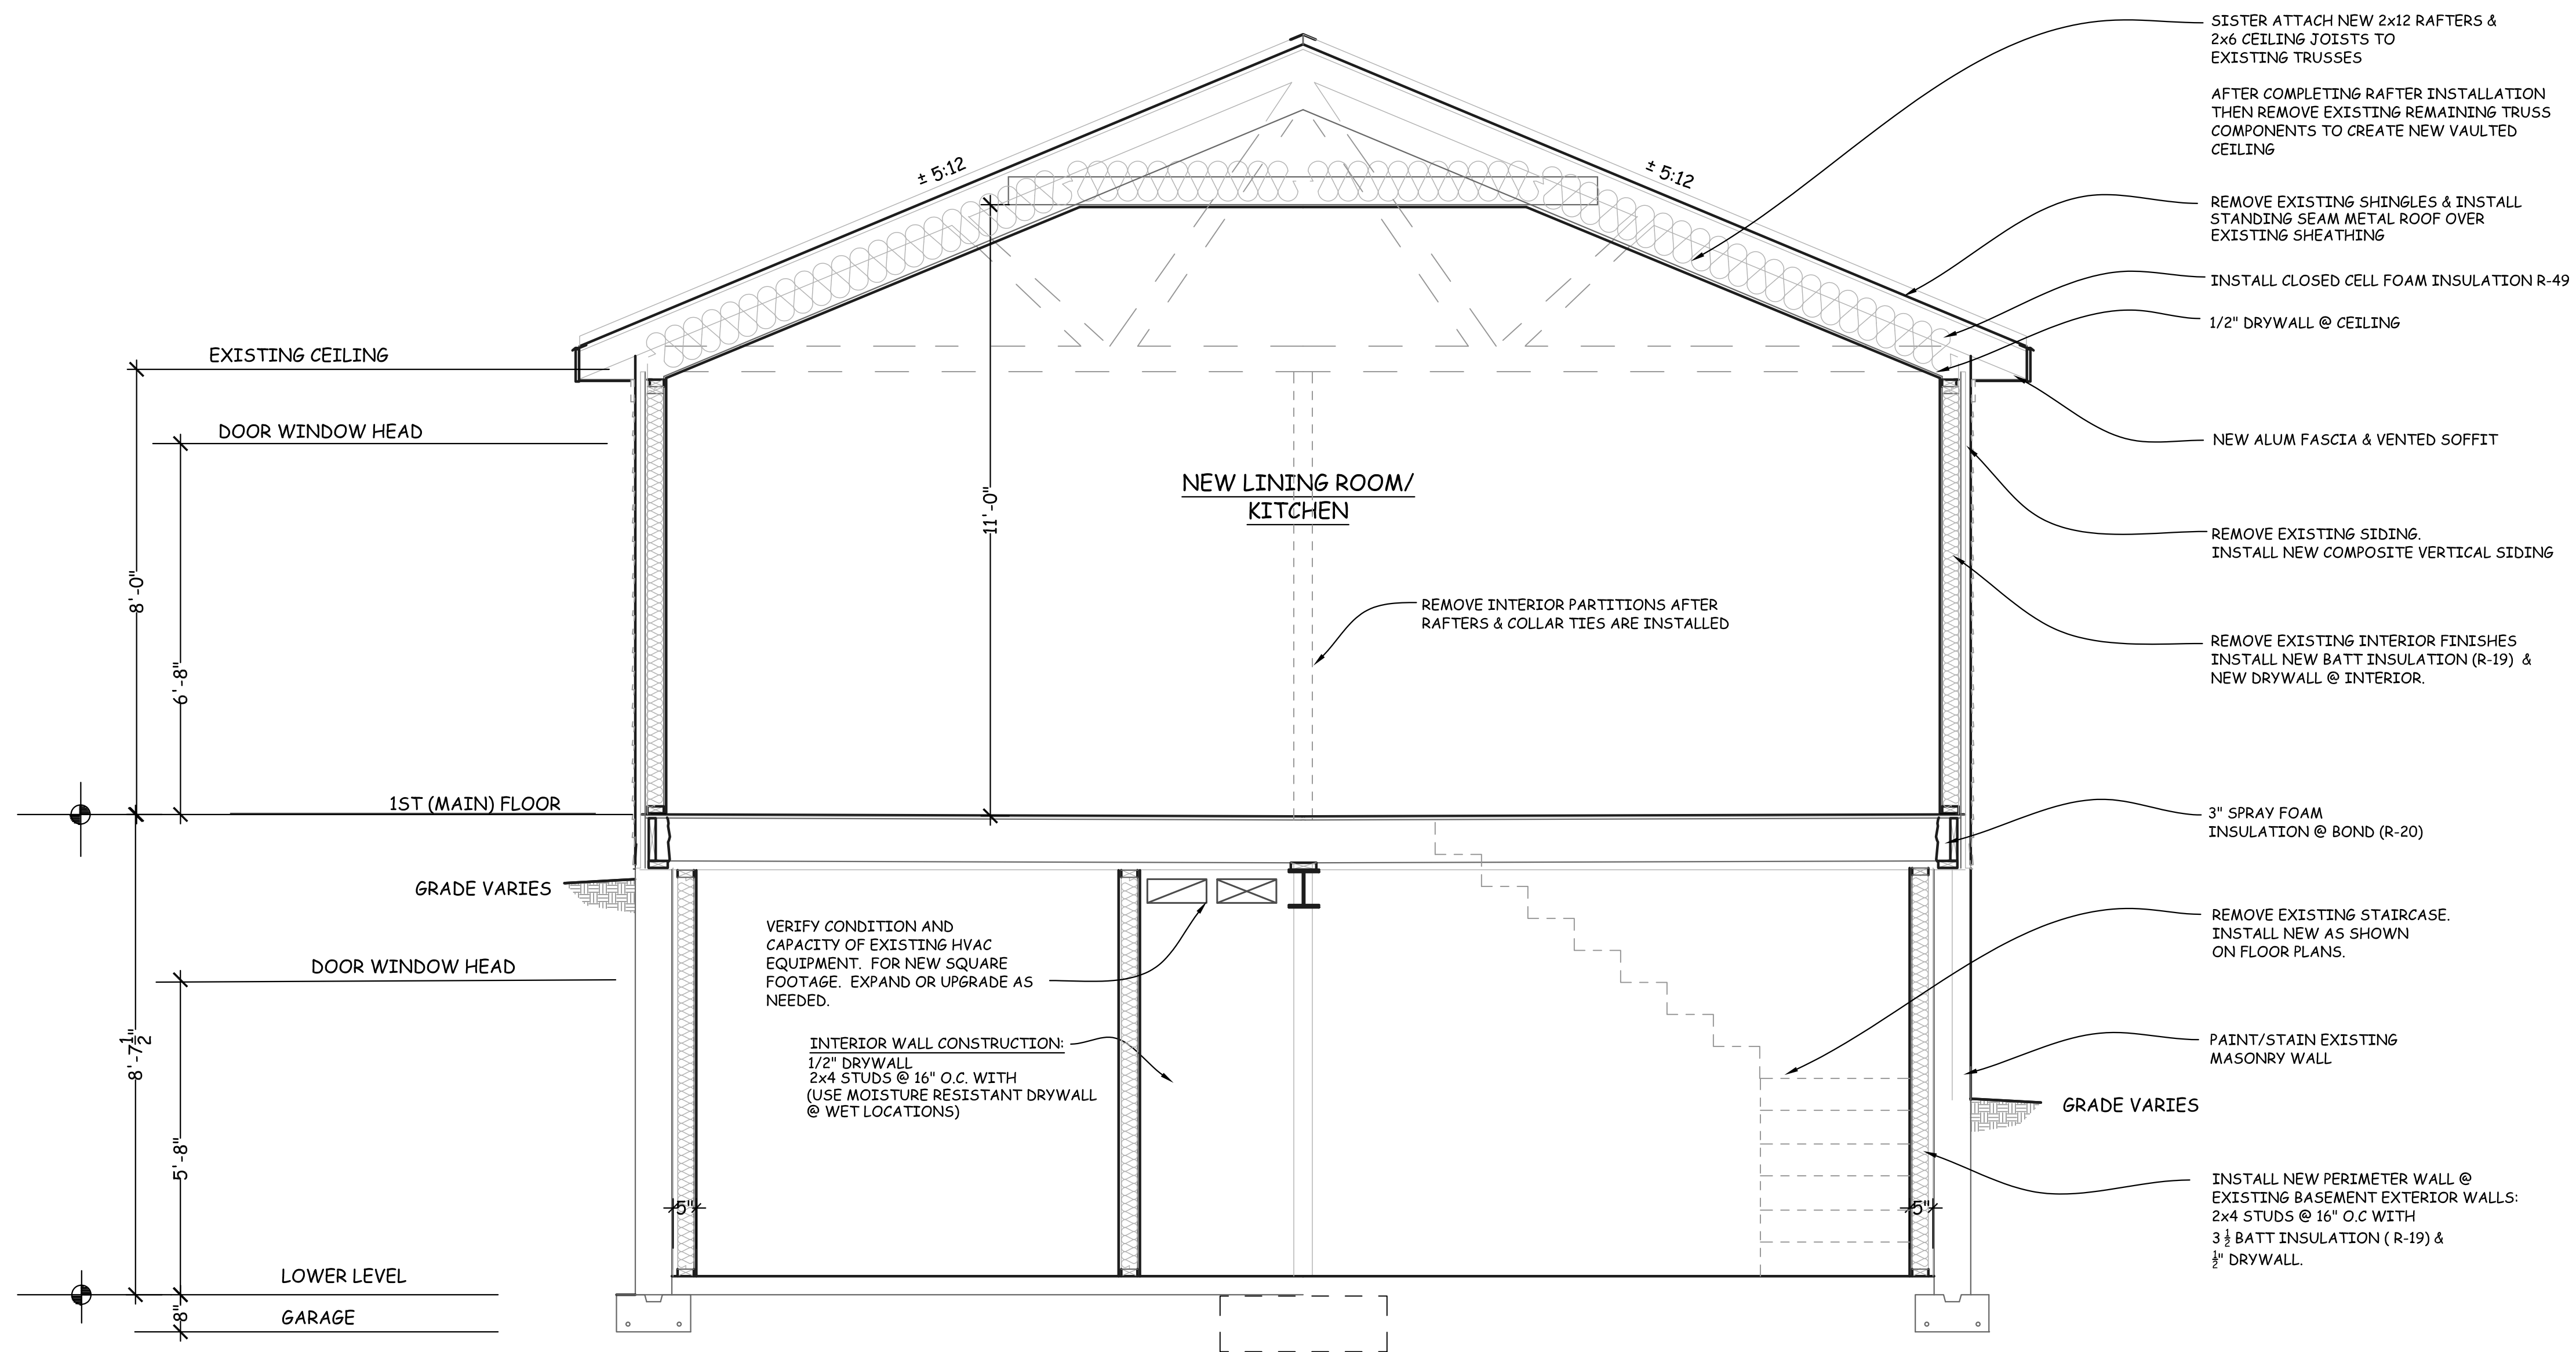 SISTER ATTACH NEW 2x12 RAFTERS &
2x6 CEILING JOISTS TO
EXISTING TRUSSES
AFTER COMPLETING RAFTER INSTALLATION
THEN REMOVE EXISTING REMAINING TRUSS
COMPONENTS TO CREATE NEW VAULTED
CEILING
± 5:12
± 5:12
REMOVE EXISTING SHINGLES & INSTALL
STANDING SEAM METAL ROOF OVER
EXISTING SHEATHING
INSTALL CLOSED CELL FOAM INSULATION R-49
1/2" DRYWALL @ CEILING
EXISTING CEILING
DOOR WINDOW HEAD
NEW ALUM FASCIA & VENTED SOFFIT
NEW LINING ROOM/
KITCHEN
11'-0"
8'-0"
6'-8"
REMOVE EXISTING SIDING.
INSTALL NEW COMPOSITE VERTICAL SIDING
REMOVE INTERIOR PARTITIONS AFTER
RAFTERS & COLLAR TIES ARE INSTALLED
REMOVE EXISTING INTERIOR FINISHES
INSTALL NEW BATT INSULATION (R-19) &
NEW DRYWALL @ INTERIOR.
1ST (MAIN) FLOOR
3" SPRAY FOAM
INSULATION @ BOND (R-20)
GRADE VARIES
VERIFY CONDITION AND
CAPACITY OF EXISTING HVAC
EQUIPMENT. FOR NEW SQUARE
FOOTAGE. EXPAND OR UPGRADE AS
NEEDED.
REMOVE EXISTING STAIRCASE.
INSTALL NEW AS SHOWN
ON FLOOR PLANS.
DOOR WINDOW HEAD
8'-7 1/2"
5'-8"
INTERIOR WALL CONSTRUCTION:
1/2" DRYWALL
2x4 STUDS @ 16" O.C. WITH
(USE MOISTURE RESISTANT DRYWALL
@ WET LOCATIONS)
PAINT/STAIN EXISTING
MASONRY WALL
GRADE VARIES
5"
5"
INSTALL NEW PERIMETER WALL @
EXISTING BASEMENT EXTERIOR WALLS:
2x4 STUDS @ 16" O.C WITH
3 1/2 BATT INSULATION ( R-19) &
1/2" DRYWALL.
LOWER LEVEL
8"
GARAGE